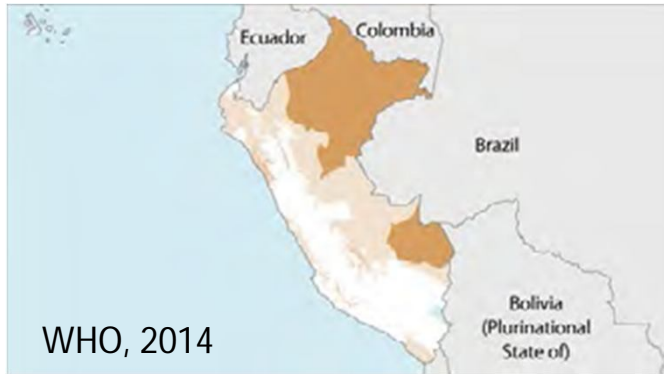 Ecuador
Colombia
Brazil
Bolivia
(Plurinational
State of)
WHO, 2014